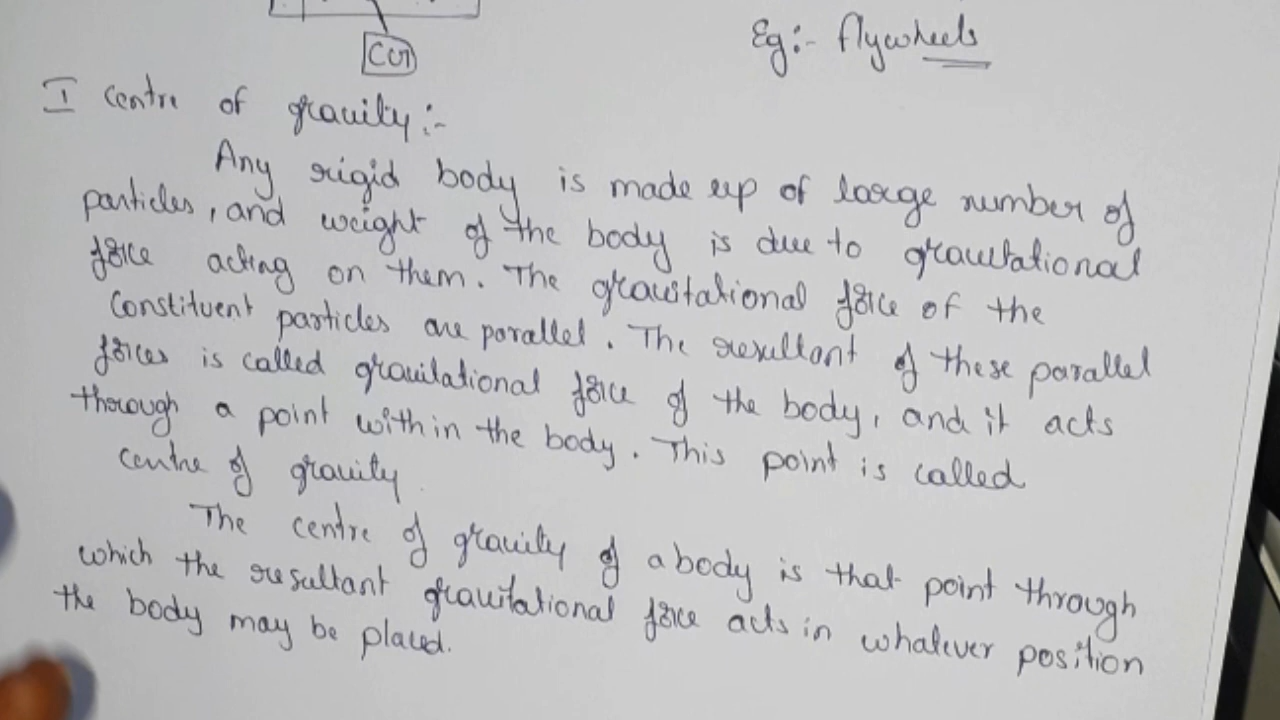 Eg:- flywheels
CG
I centre of gravity:-
Any rigid body is made up of large number of
particles, and weight of the body is due to gravitational
force acting on them. The gravitational force of the
Constituent particles are parallel. The resultant of these parallel
forces is called gravitational force of the body, and it acts
through a point within the body. This point is called
centre of gravity.
The centre of gravity of a body is that point through
which the resultant gravitational force acts in whatever position
the body may be placed.